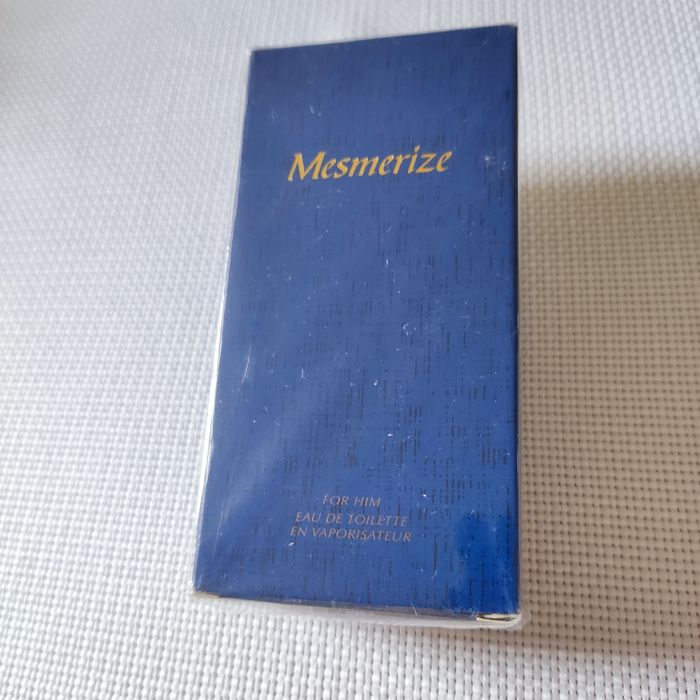 Mesmerize
FOR HIM
EAU DE TOILETTE
EN VAPORISATEUR